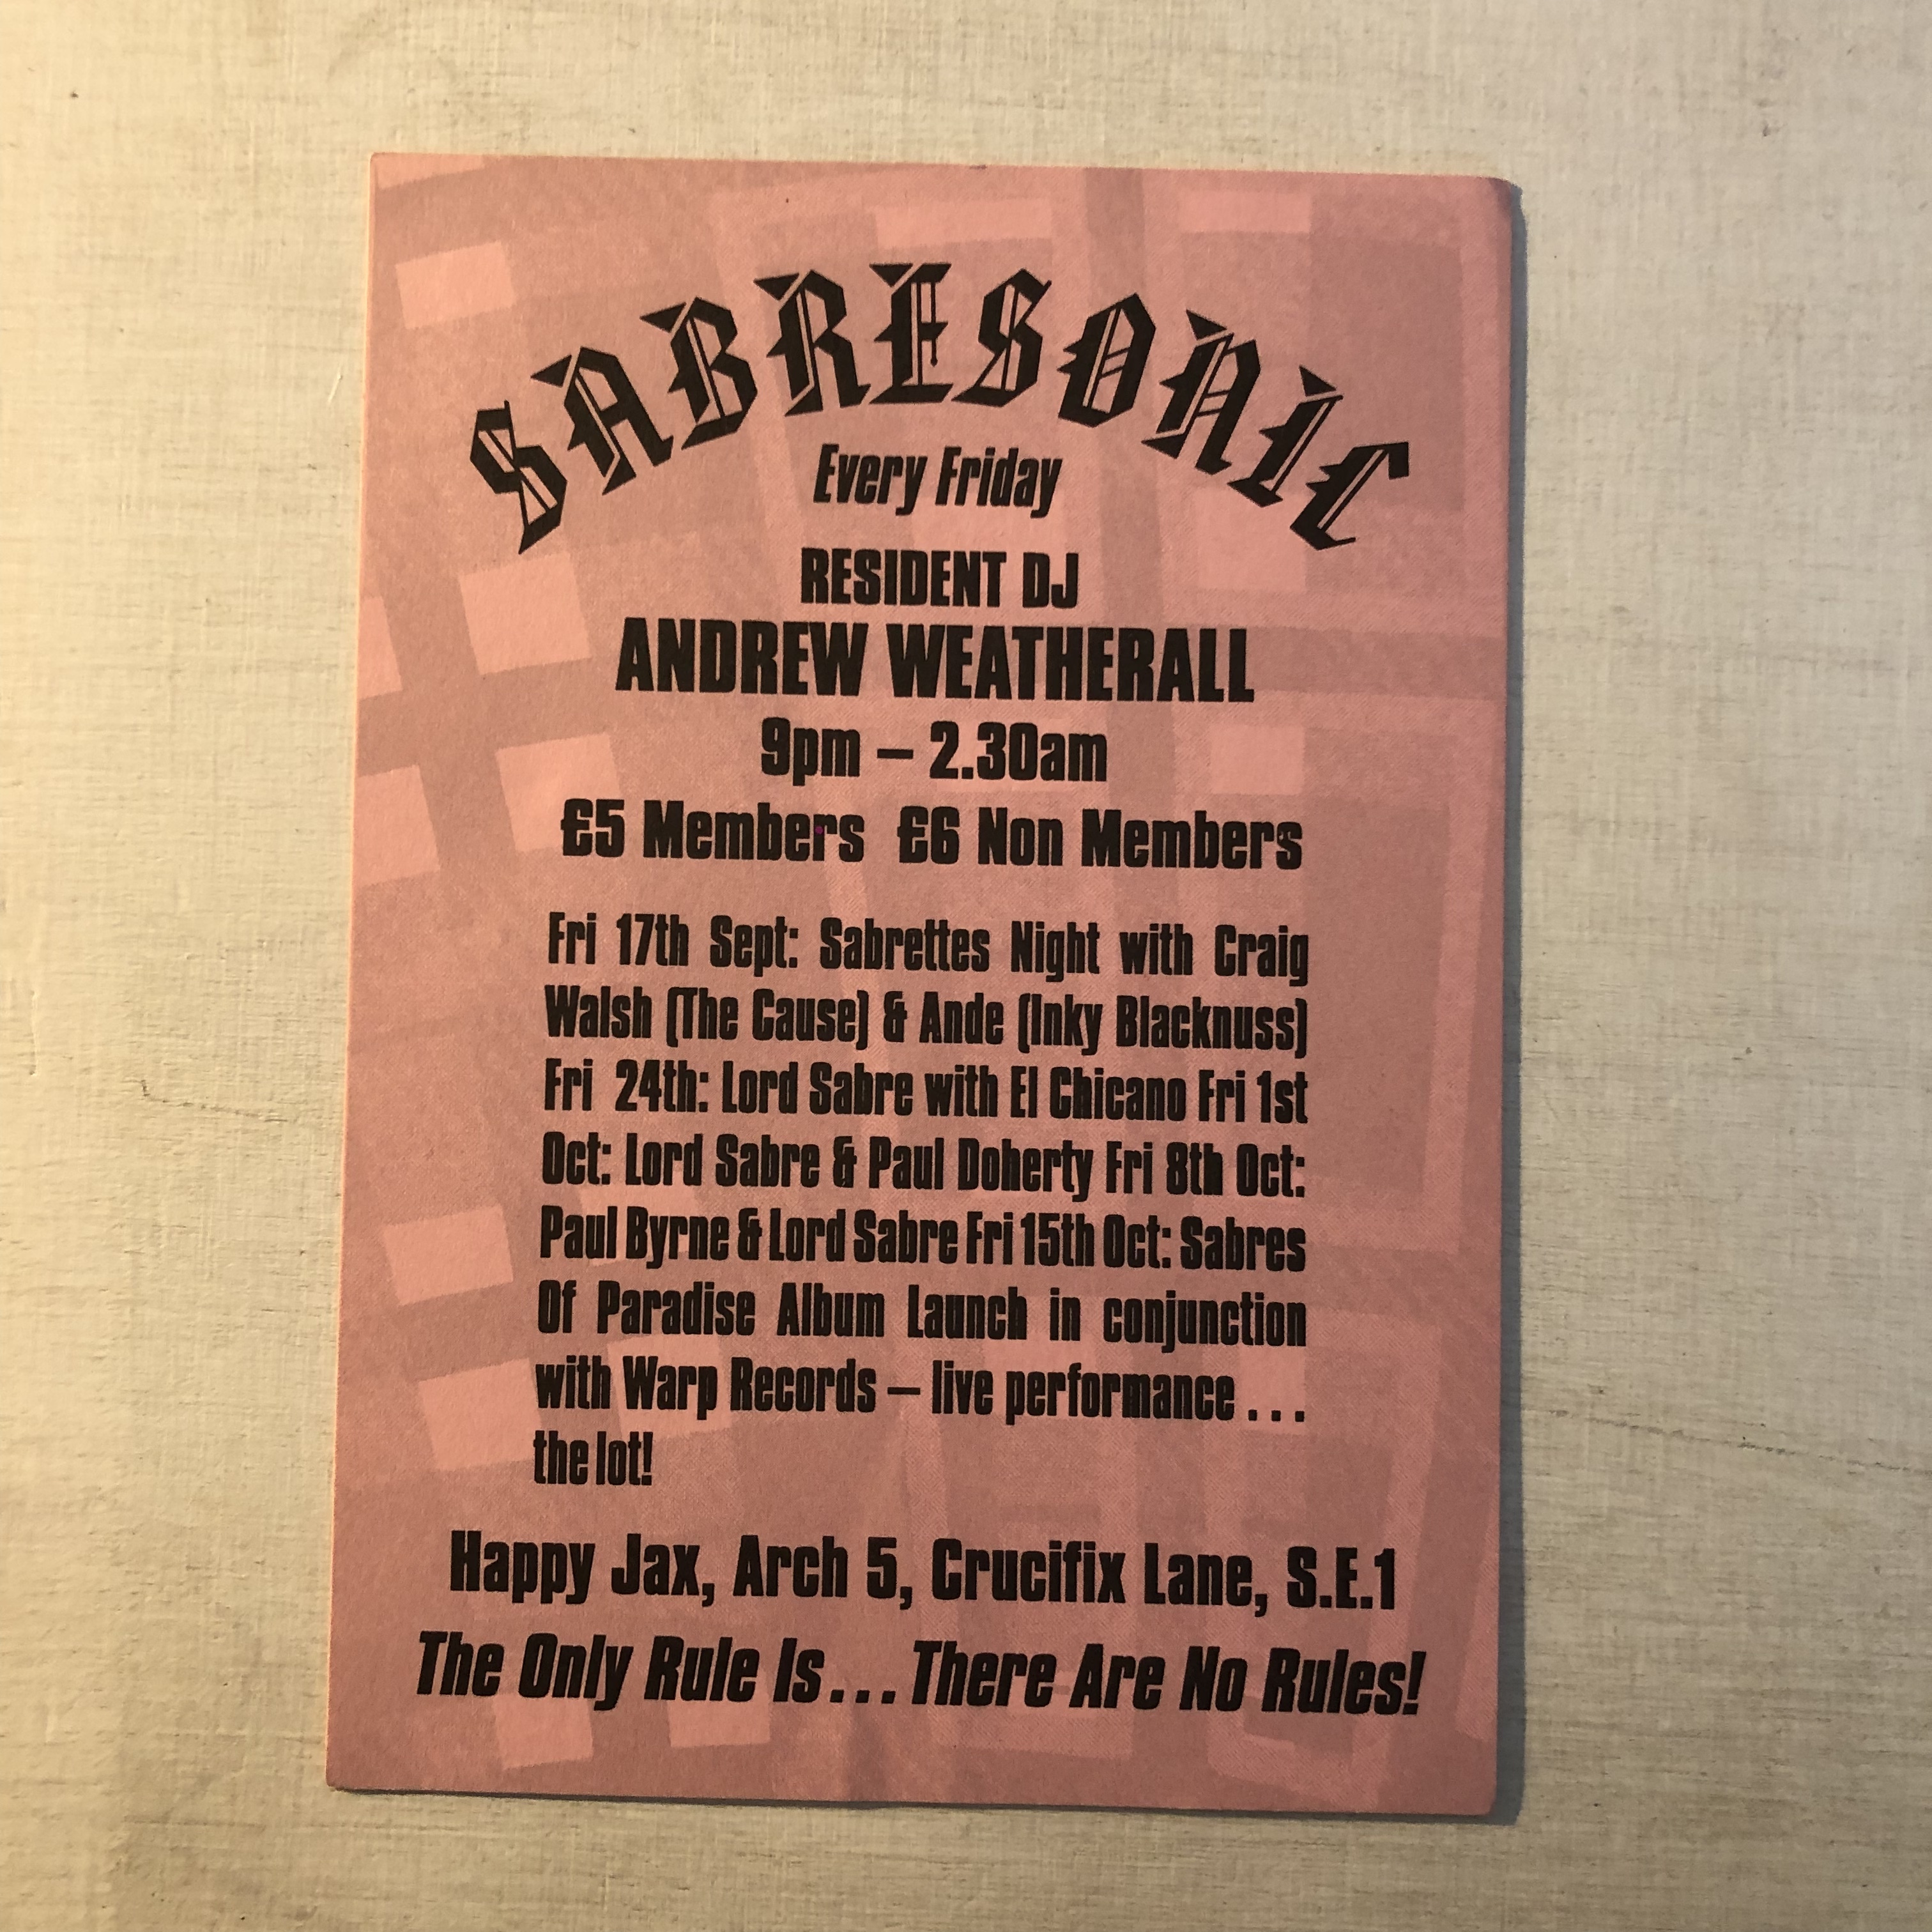 SABRESONIC
Every Friday
RESIDENT DJ
ANDREW WEATHERALL
9pm – 2.30am
£5 Members £6 Non Members
Fri 17th Sept: Sabrettes Night with Craig
Walsh (The Cause) & Ande (Inky Blacknuss)
Fri 24th: Lord Sabre with El Chicano Fri 1st
Oct: Lord Sabre & Paul Doherty Fri 8th Oct:
Paul Byrne & Lord Sabre Fri 15th Oct: Sabres
Of Paradise Album Launch in conjunction
with Warp Records – live performance . . .
the lot!
Happy Jax, Arch 5, Crucifix Lane, S.E.1
The Only Rule Is . . . There Are No Rules!